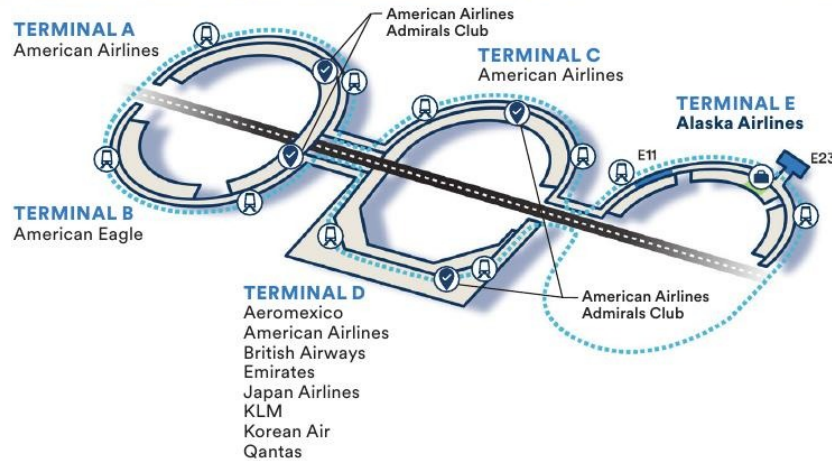 TERMINAL A
American Airlines
American Airlines
Admirals Club
TERMINAL C
American Airlines
TERMINAL E
Alaska Airlines
E11
E23
TERMINAL B
American Eagle
TERMINAL D
Aeromexico
American Airlines
British Airways
Emirates
Japan Airlines
KLM
Korean Air
Qantas
American Airlines
Admirals Club